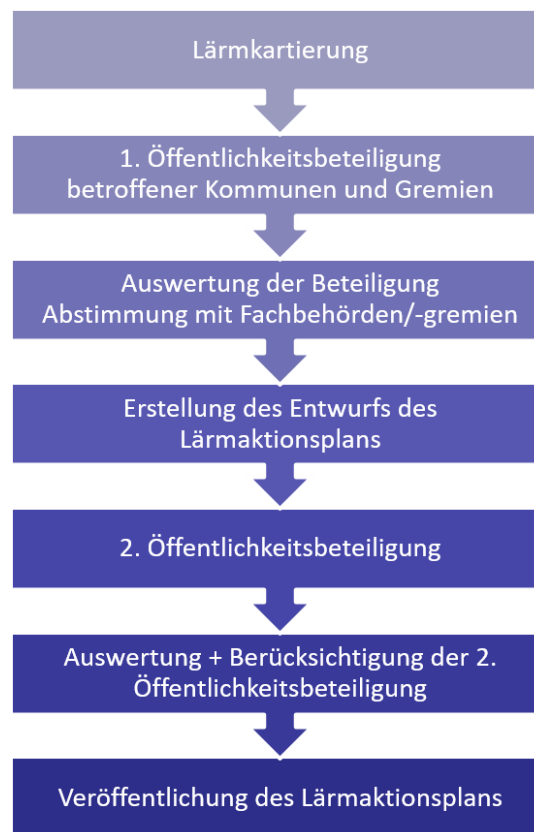 Lärmkartierung
1. Öffentlichkeitsbeteiligung
betroffener Kommunen und Gremien
Auswertung der Beteiligung
Abstimmung mit Fachbehörden/-gremien
Erstellung des Entwurfs des
Lärmaktionsplans
2. Öffentlichkeitsbeteiligung
Auswertung + Berücksichtigung der 2.
Öffentlichkeitsbeteiligung
Veröffentlichung des Lärmaktionsplans